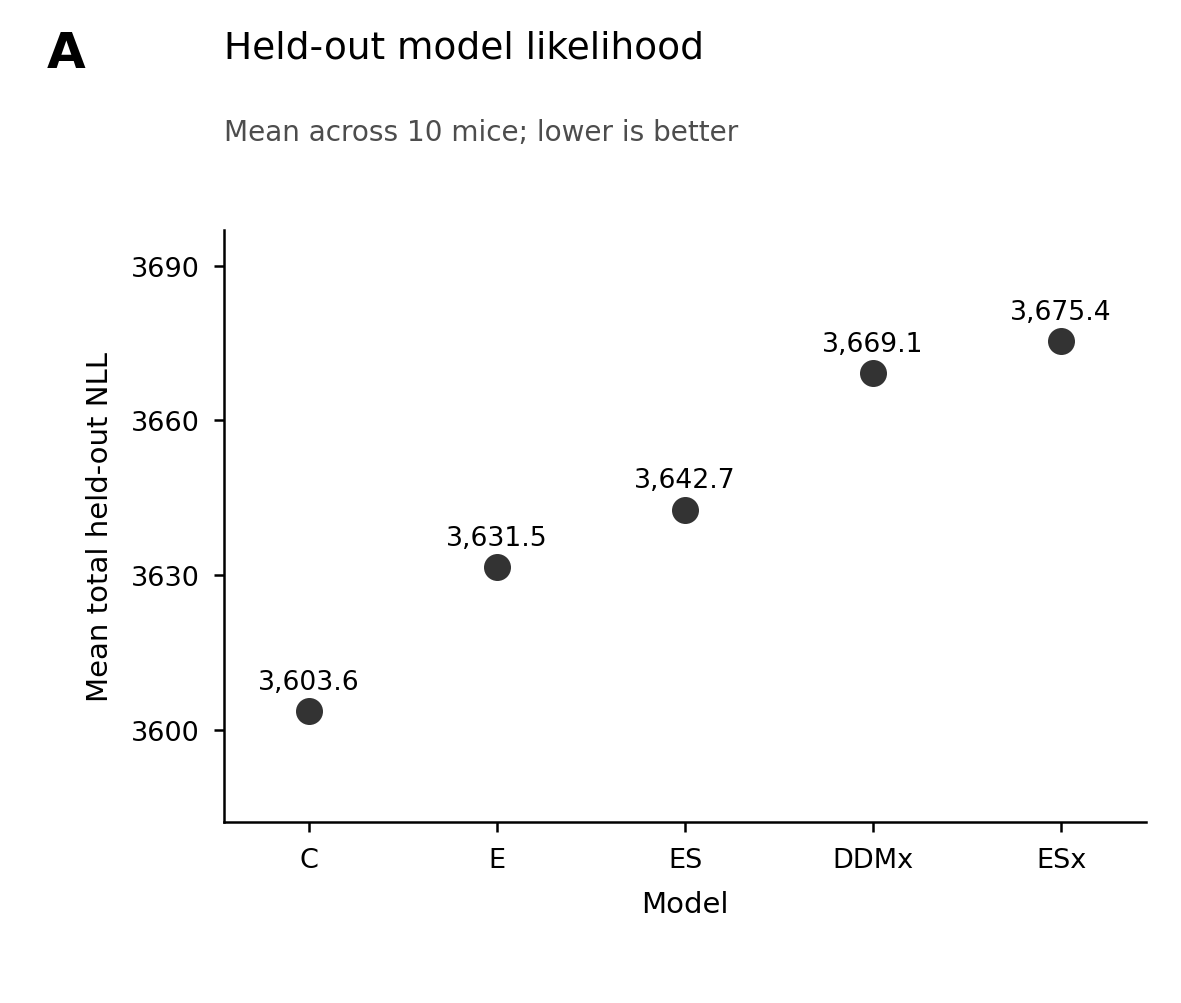 A
Held-out model likelihood
Mean across 10 mice; lower is better
Mean total held-out NLL
3690
3660
3630
3600
3,603.6
3,631.5
3,642.7
3,669.1
3,675.4
C E ES DDMx ESx
Model